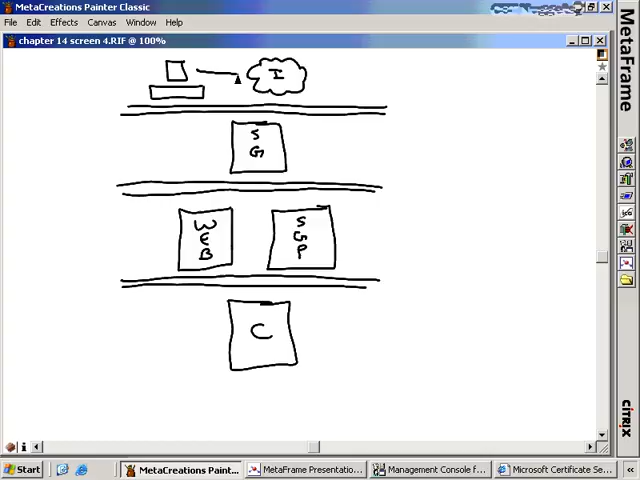 MetaCreations Painter Classic
File Edit Effects Canvas Window Help
chapter 14 screen 4.RIF @ 100%
I
S
G
W
E
B
S
G
P
C
MetaFrame
CITRIX
Start
MetaCreations Paint...
MetaFrame Presentatio...
Management Console f...
Microsoft Certificate Se...